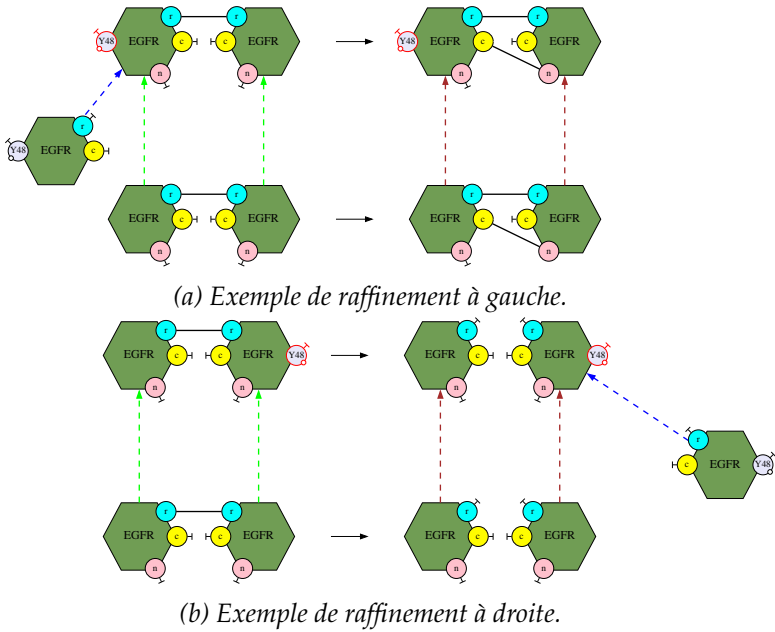 r r r r
Y48 EGFR c c EGFR Y48 EGFR c c EGFR
n n n n
r
Y48 EGFR c
r r r r
EGFR c c EGFR EGFR c c EGFR
n n n n
(a) Exemple de raffinement à gauche.
r r r r
EGFR c c EGFR Y48 EGFR c c EGFR Y48
n n n n
r
c EGFR Y48
r r r r
EGFR c c EGFR EGFR c c EGFR
n n n n
(b) Exemple de raffinement à droite.